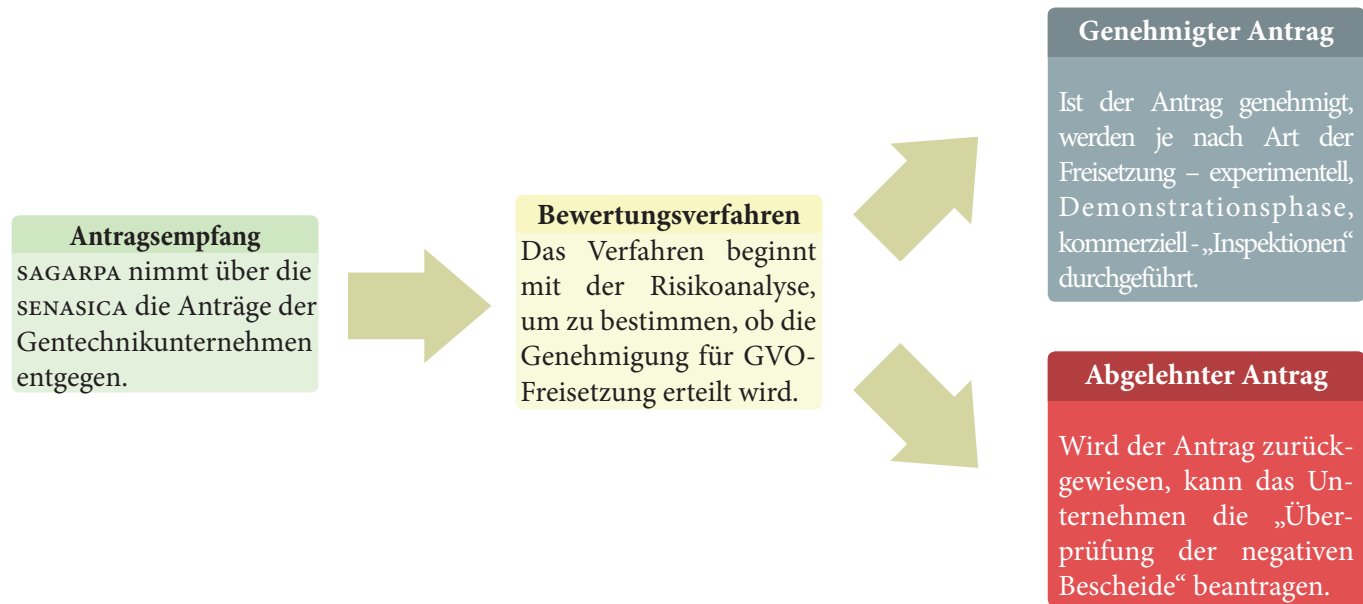 Antragsempfang
SAGARPA nimmt über die
SENASICA die Anträge der
Gentechnikunternehmen
entgegen.
Bewertungsverfahren
Das Verfahren beginnt
mit der Risikoanalyse,
um zu bestimmen, ob die
Genehmigung für GVO-
Freisetzung erteilt wird.
Genehmigter Antrag
Ist der Antrag genehmigt,
werden je nach Art der
Freisetzung – experimentell,
Demonstrationsphase,
kommerziell - „Inspektionen“
durchgeführt.
Abgelehnter Antrag
Wird der Antrag zurück-
gewiesen, kann das Un-
ternehmen die „Über-
prüfung der negativen
Bescheide“ beantragen.